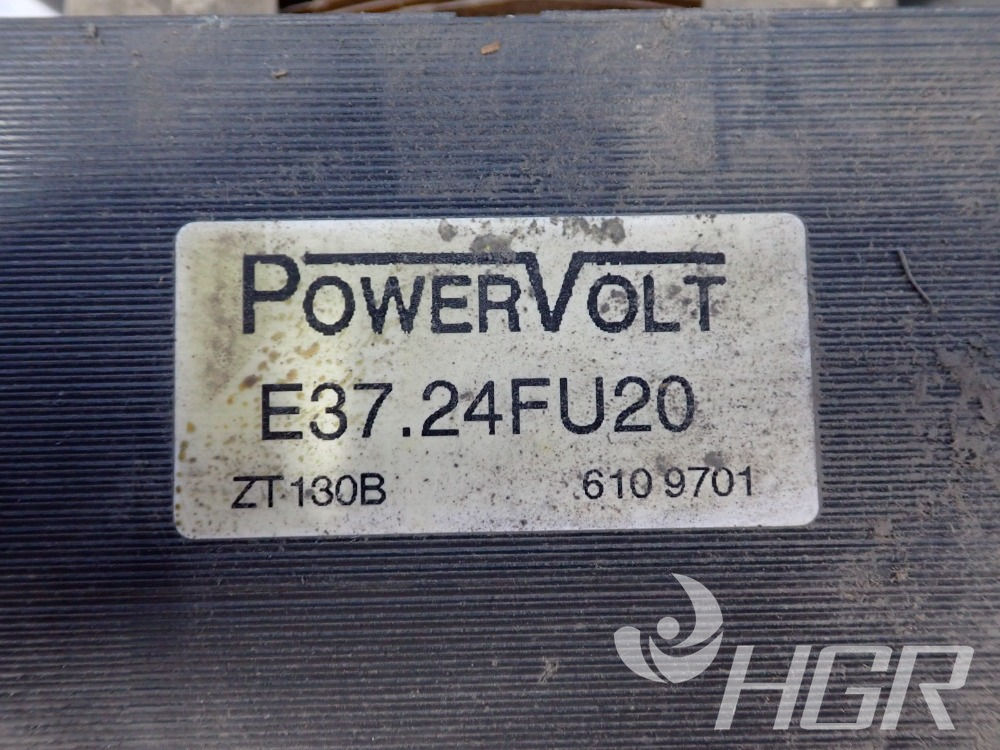 POWERVOLT
E37.24FU20
ZT130B 610 9701
HGR